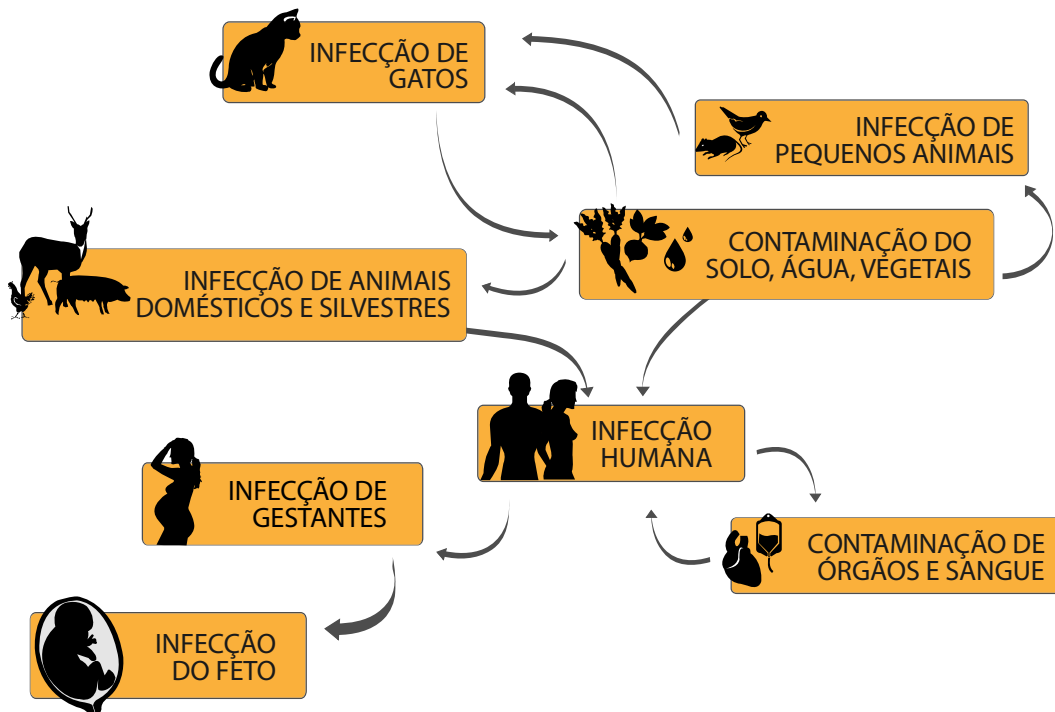 INFECÇÃO DE
GATOS
INFECÇÃO DE
PEQUENOS ANIMAIS
CONTAMINAÇÃO DO
SOLO, ÁGUA, VEGETAIS
INFECÇÃO DE ANIMAIS
DOMÉSTICOS E SILVESTRES
INFECÇÃO
HUMANA
INFECÇÃO DE
GESTANTES
CONTAMINAÇÃO DE
ÓRGÃOS E SANGUE
INFECÇÃO
DO FETO